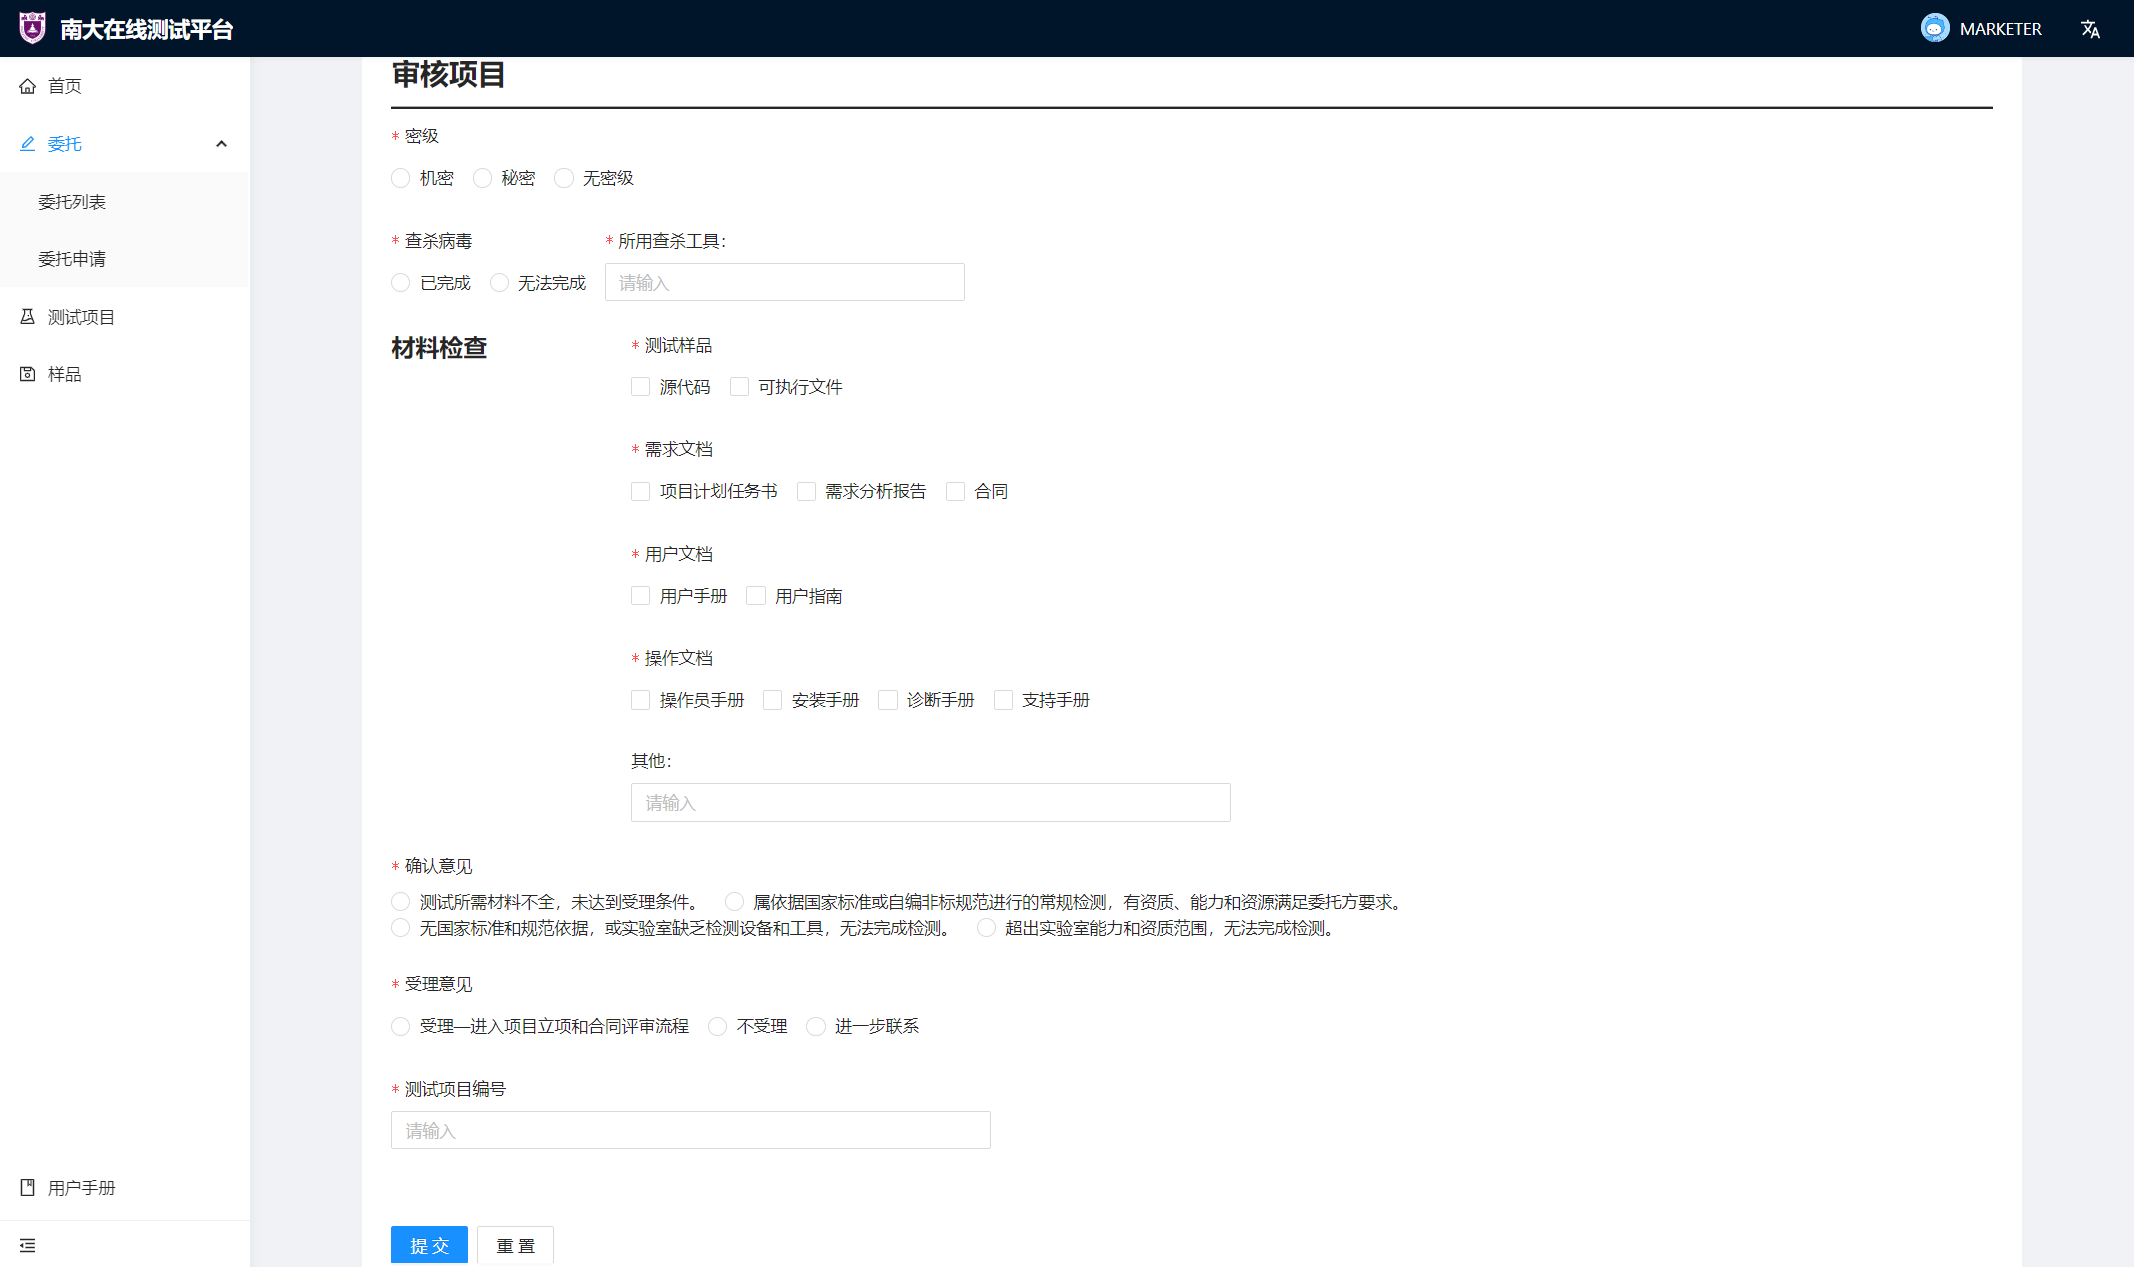 南大在线测试平台
MARKETER
首页
委托
委托列表
委托申请
测试项目
样品
用户手册
审核项目
* 密级
机密 秘密 无密级
* 查杀病毒 * 所用查杀工具：
已完成 无法完成 请输入
材料检查
* 测试样品
源代码 可执行文件
* 需求文档
项目计划任务书 需求分析报告 合同
* 用户文档
用户手册 用户指南
* 操作文档
操作员手册 安装手册 诊断手册 支持手册
其他：
请输入
* 确认意见
测试所需材料不全，未达到受理条件。 属依据国家标准或自编非标规范进行的常规检测，有资质、能力和资源满足委托方要求。
无国家标准和规范依据，或实验室缺乏检测设备和工具，无法完成检测。 超出实验室能力和资质范围，无法完成检测。
* 受理意见
受理—进入项目立项和合同评审流程 不受理 进一步联系
* 测试项目编号
请输入
提 交 重 置